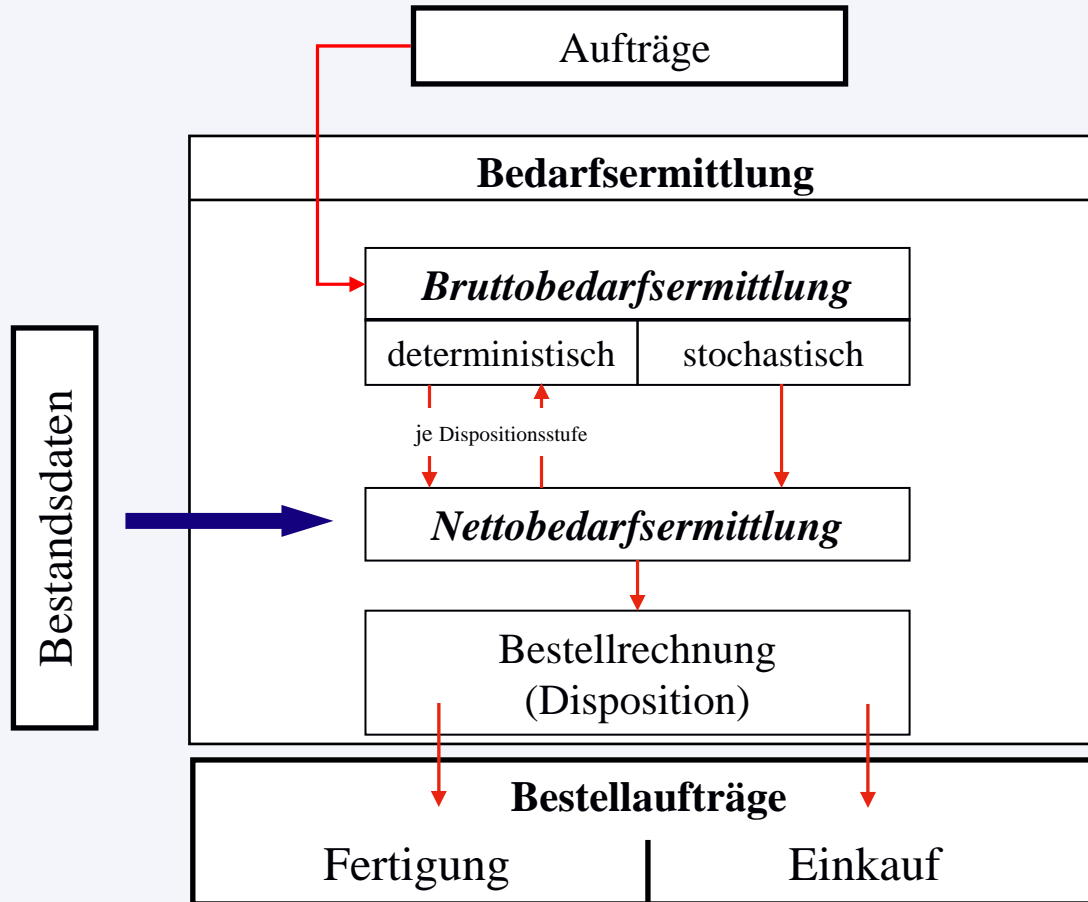 Aufträge
Bedarfsermittlung
Bruttobedarfsermittlung
deterministisch
stochastisch
je Dispositionsstufe
Bestandsdaten
Nettobedarfsermittlung
Bestellrechnung
(Disposition)
Bestellaufträge
Fertigung
Einkauf